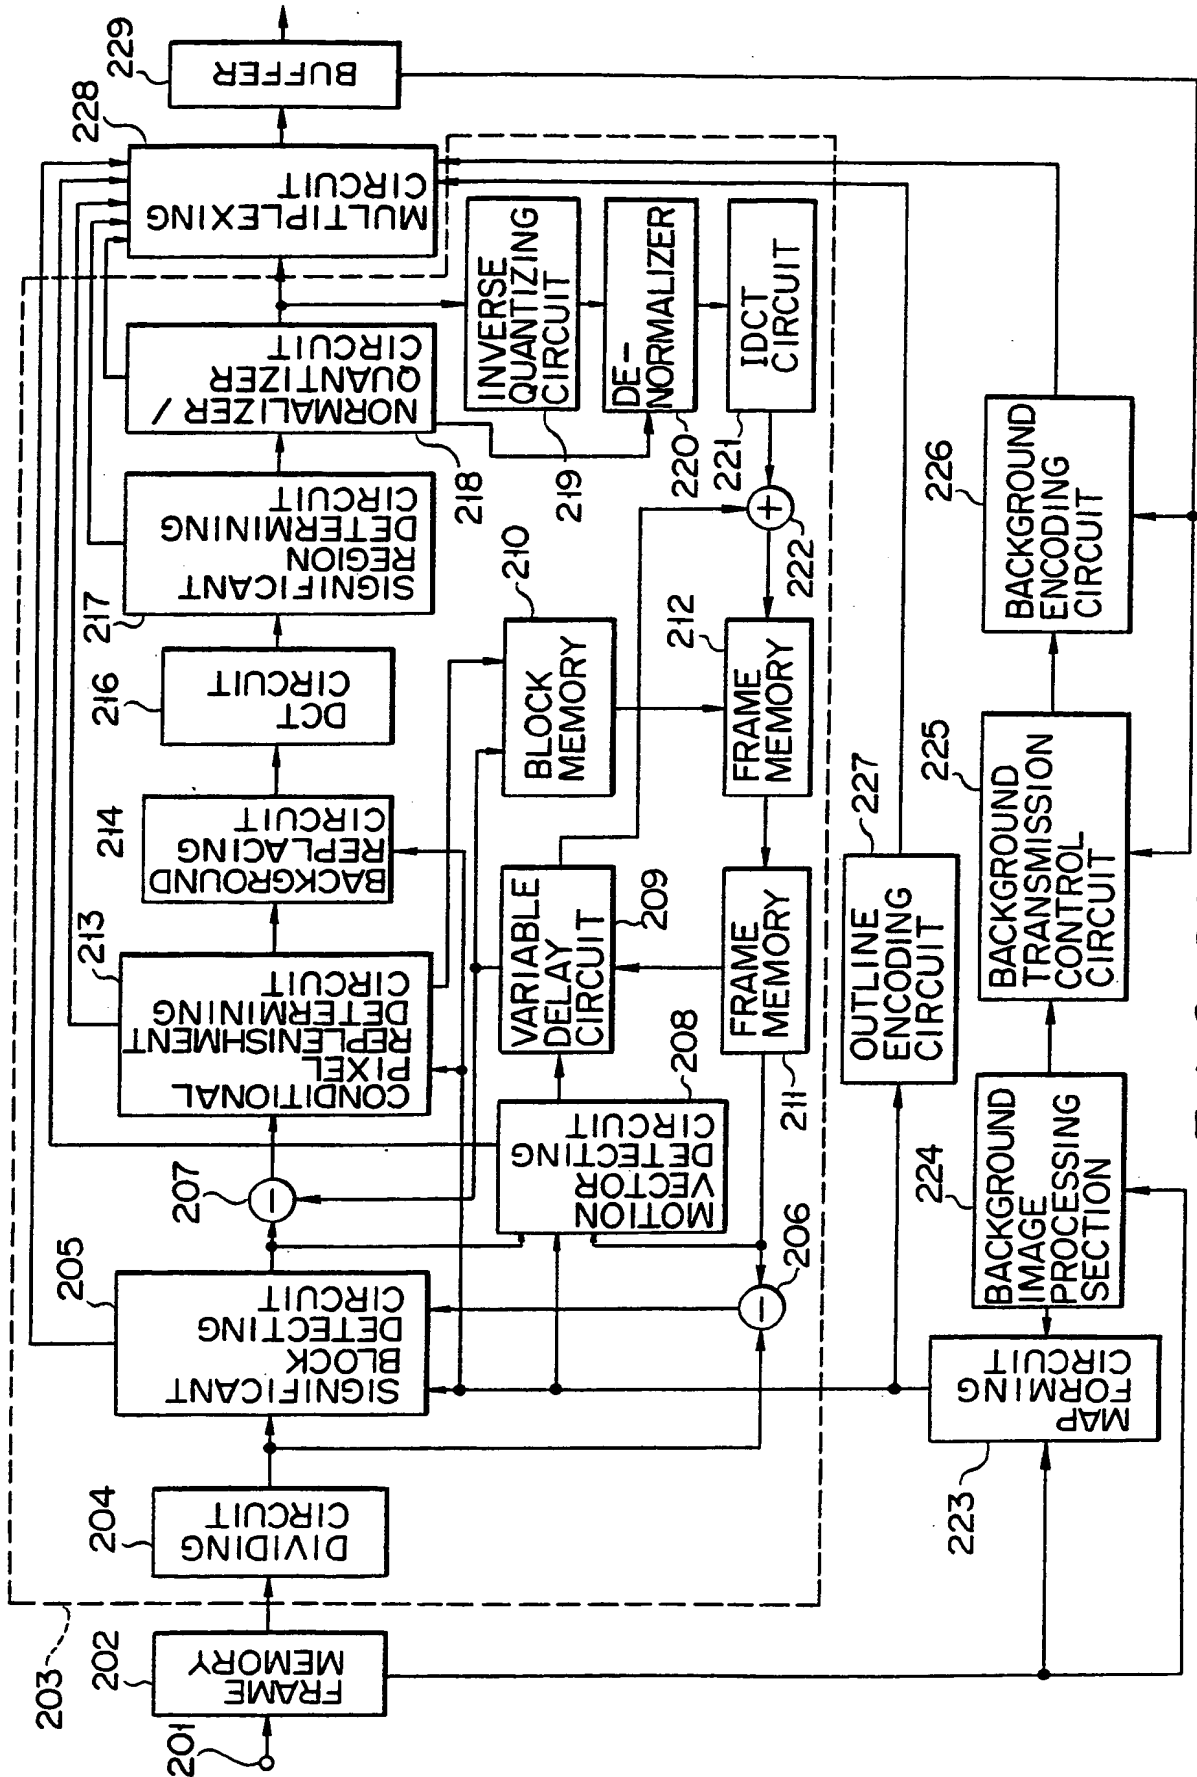 201
FRAME
MEMORY
202
203
DIVIDING
CIRCUIT
204
SIGNIFICANT
BLOCK
DETECTING
CIRCUIT
205
206
207
MOTION
VECTOR
DETECTING
CIRCUIT
208
VARIABLE
DELAY
CIRCUIT
209
BLOCK
MEMORY
210
FRAME
MEMORY
211
FRAME
MEMORY
212
CONDITIONAL
PIXEL
REPLENISHMENT
DETERMINING
CIRCUIT
213
BACKGROUND
REPLACING
CIRCUIT
214
DCT
CIRCUIT
216
SIGNIFICANT
REGION
DETERMINING
CIRCUIT
217
NORMALIZER /
QUANTIZER
CIRCUIT
218
INVERSE
QUANTIZING
CIRCUIT
219
DE-
NORMALIZER
220
IDCT
CIRCUIT
221
+
222
MAP
FORMING
CIRCUIT
223
BACKGROUND
IMAGE
PROCESSING
SECTION
224
BACKGROUND
TRANSMISSION
CONTROL
CIRCUIT
225
BACKGROUND
ENCODING
CIRCUIT
226
OUTLINE
ENCODING
CIRCUIT
227
MULTIPLEXING
CIRCUIT
228
BUFFER
229